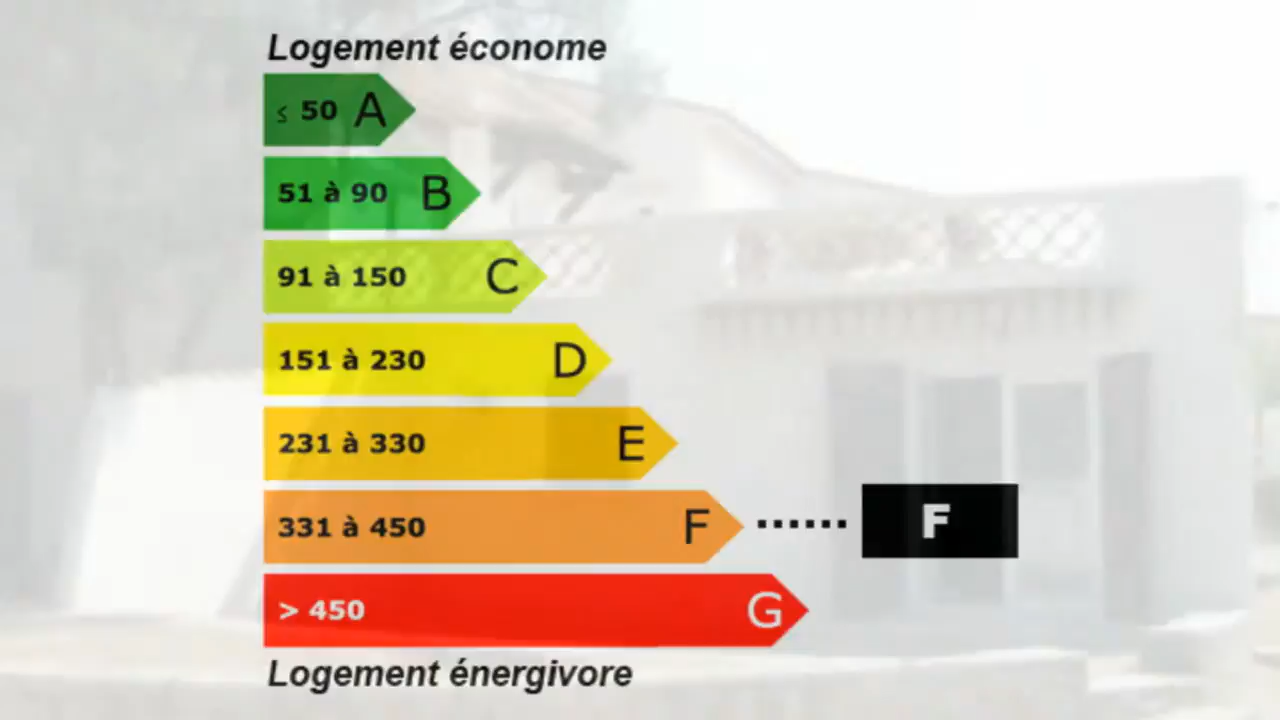 Logement économe
≤ 50 A
51 à 90 B
91 à 150 C
151 à 230 D
231 à 330 E
331 à 450 F F
> 450 G
Logement énergivore